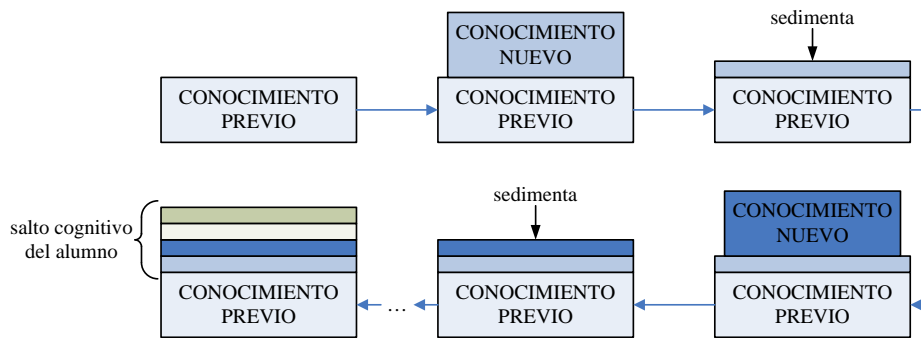 CONOCIMIENTO
PREVIO
CONOCIMIENTO
NUEVO
CONOCIMIENTO
PREVIO
sedimenta
CONOCIMIENTO
PREVIO
salto cognitivo
del alumno
CONOCIMIENTO
PREVIO
...
sedimenta
CONOCIMIENTO
PREVIO
CONOCIMIENTO
NUEVO
CONOCIMIENTO
PREVIO